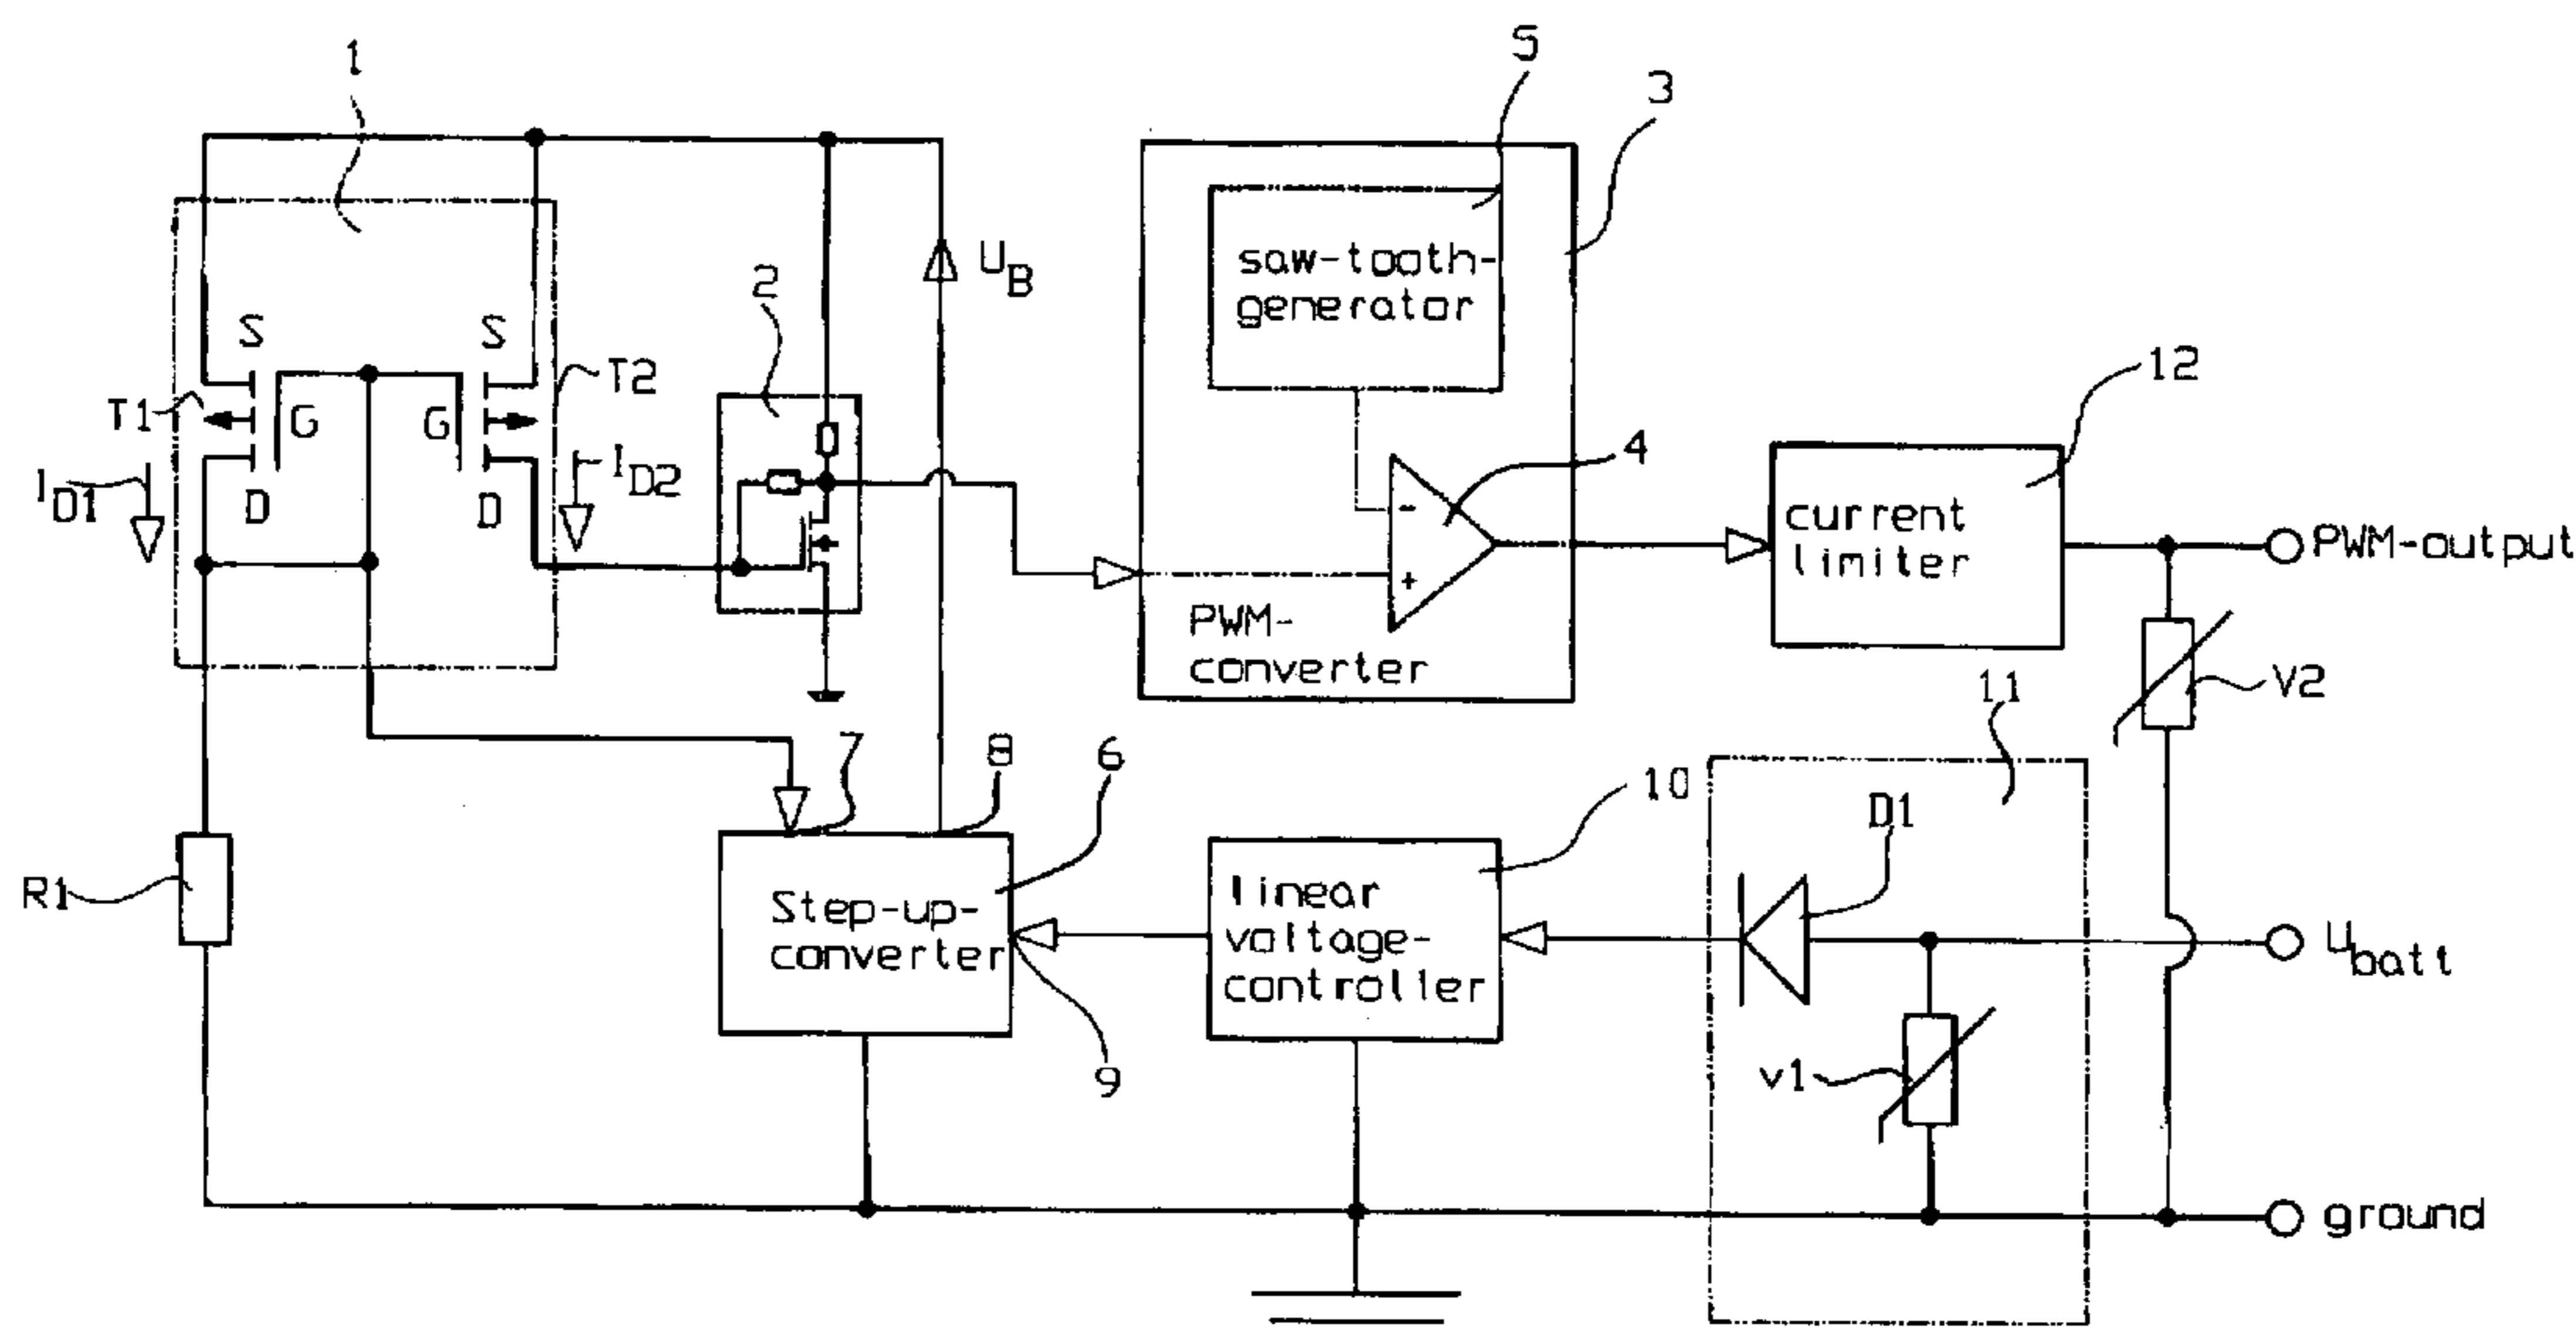 1
5
3
saw-tooth-
generator
U_B
2
S
S
T1
G
G
T2
12
4
I_D1
D
D
I_D2
-
+
current
limiter
PWM-output
PWM-
converter
V2
11
7
8
6
10
D1
R1
Step-up-
converter
linear
voltage-
controller
U_batt
v1
9
ground